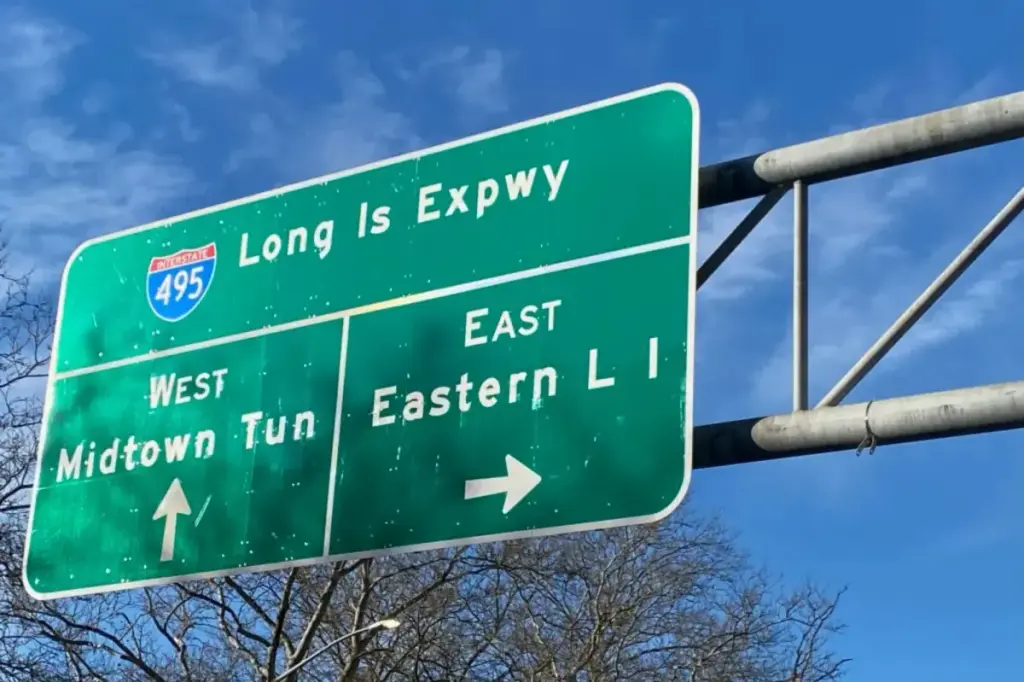 Long Is Expwy
INTERSTATE
495
WEST
Midtown Tun
EAST
Eastern L I